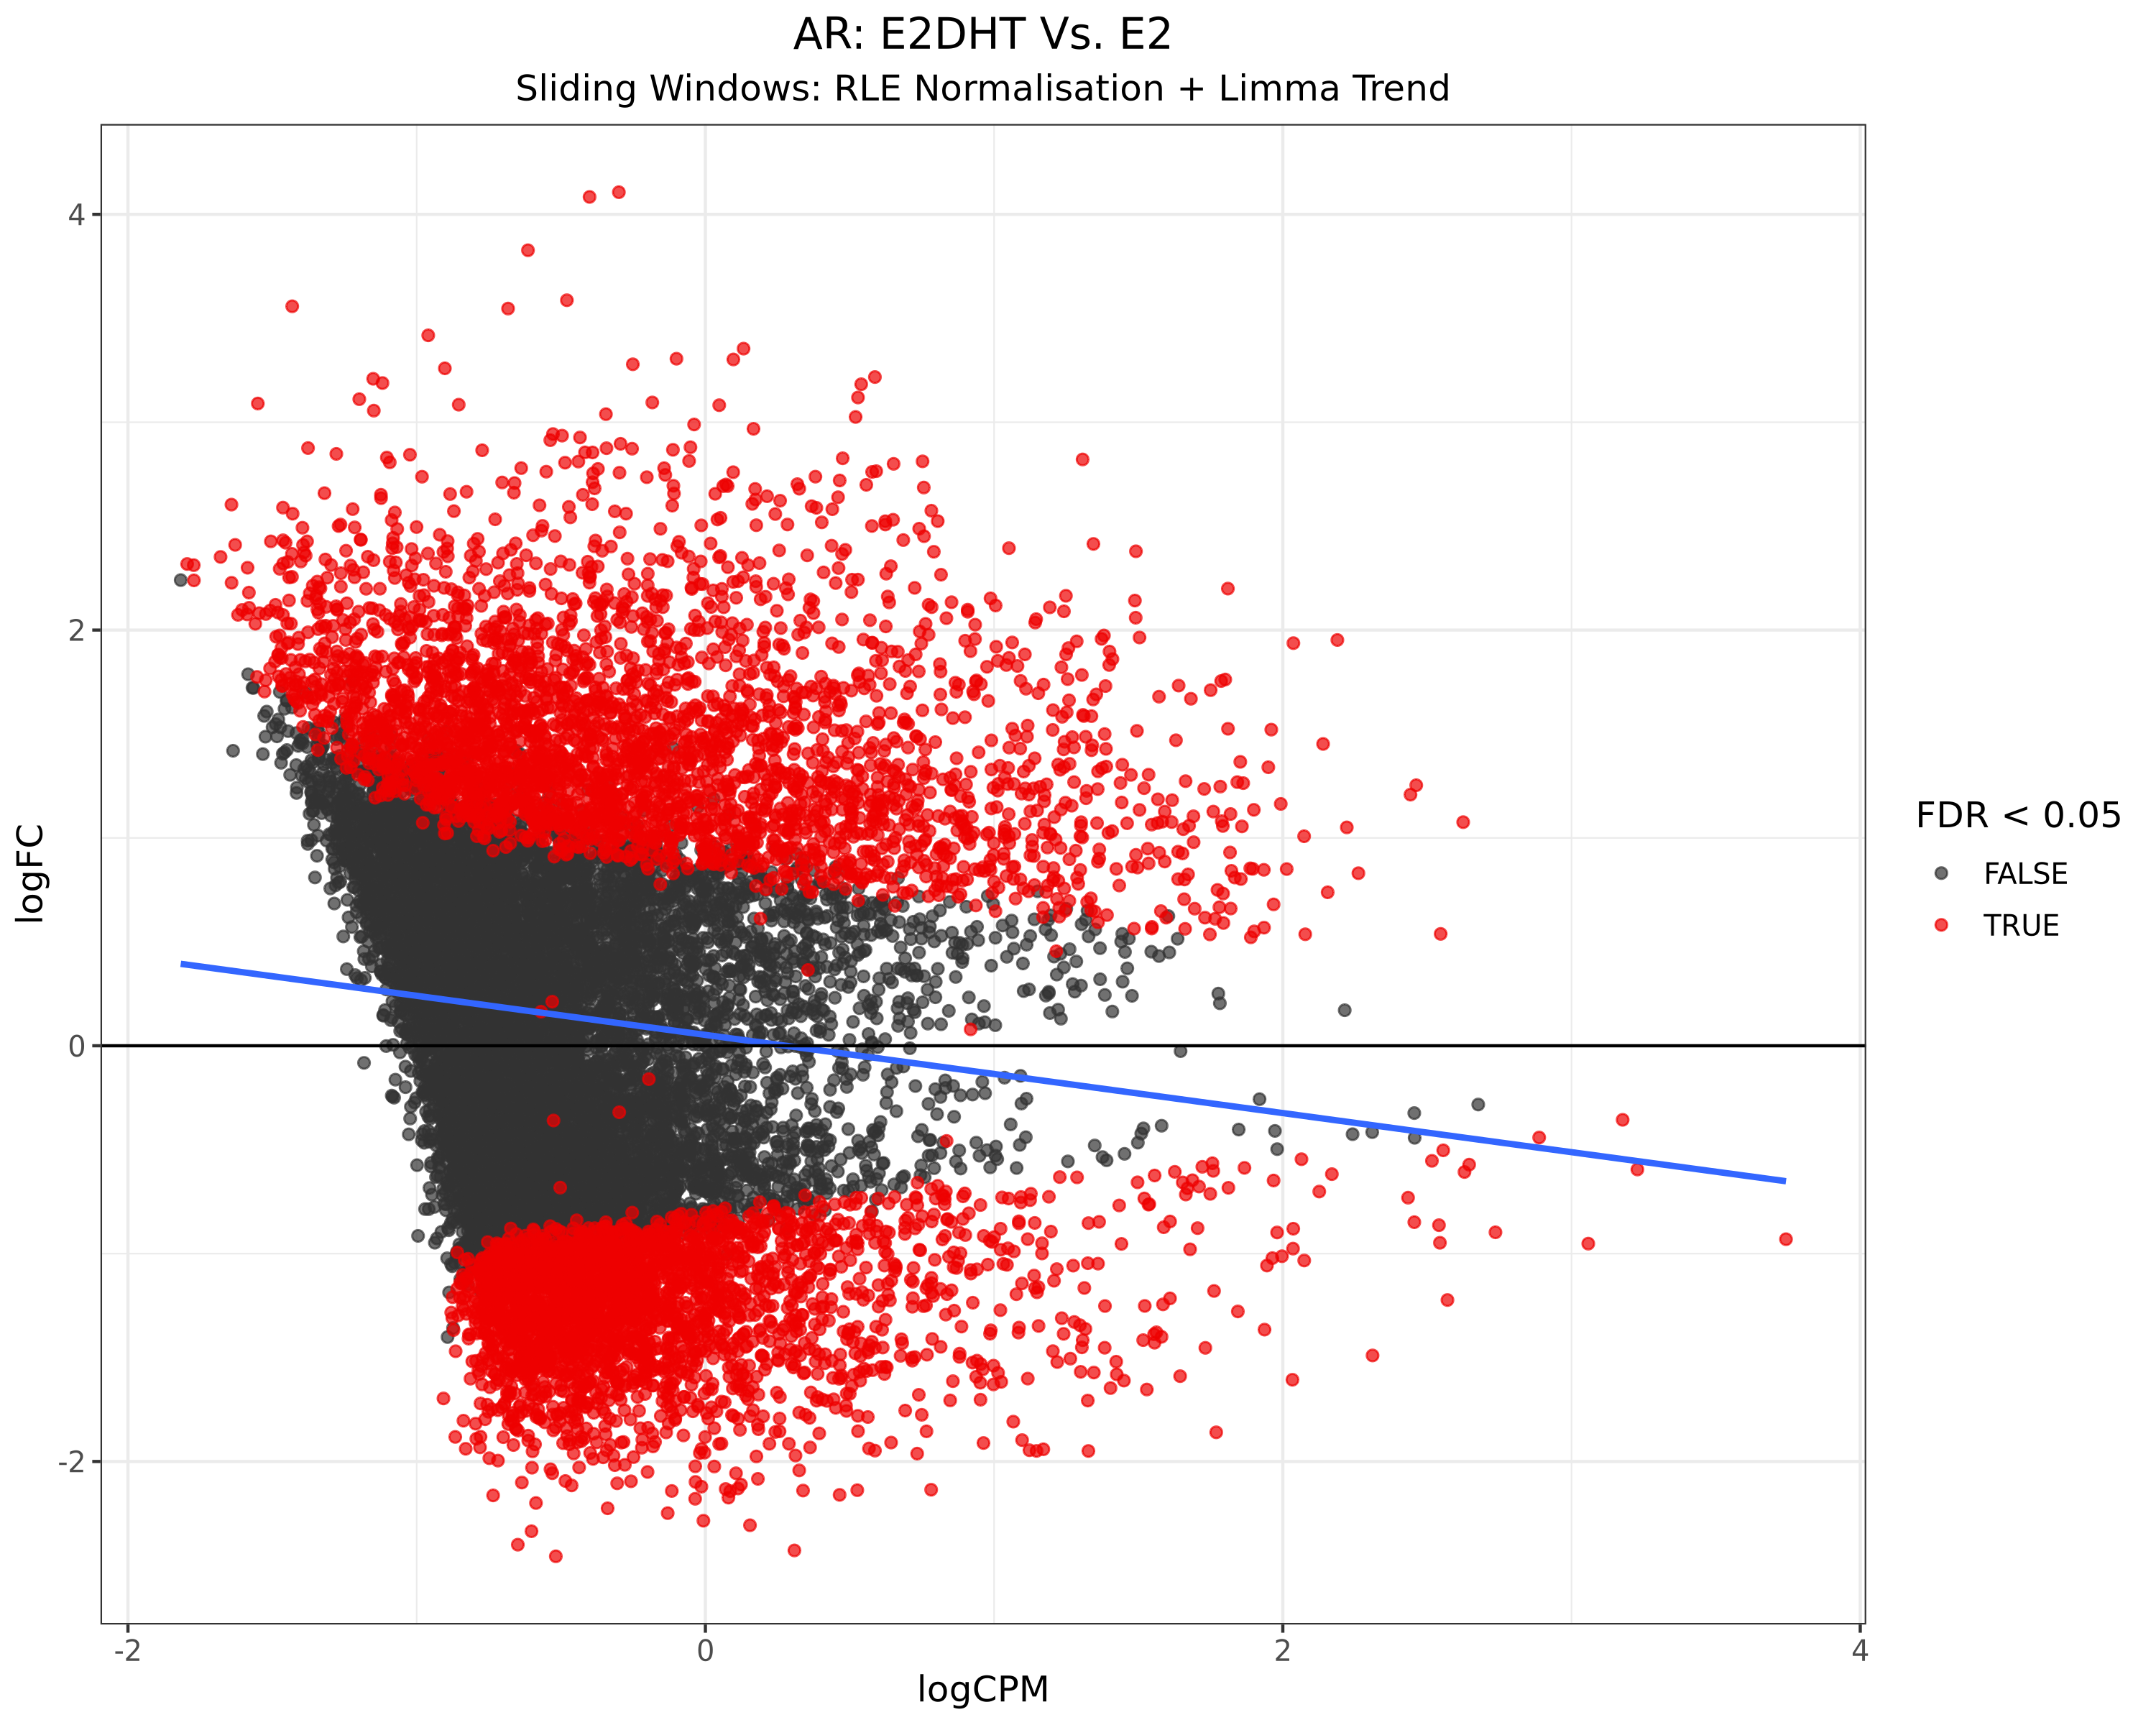 AR: E2DHT Vs. E2
Sliding Windows: RLE Normalisation + Limma Trend
logFC
4
2
0
-2
-2
0
2
4
logCPM
FDR < 0.05
FALSE
TRUE